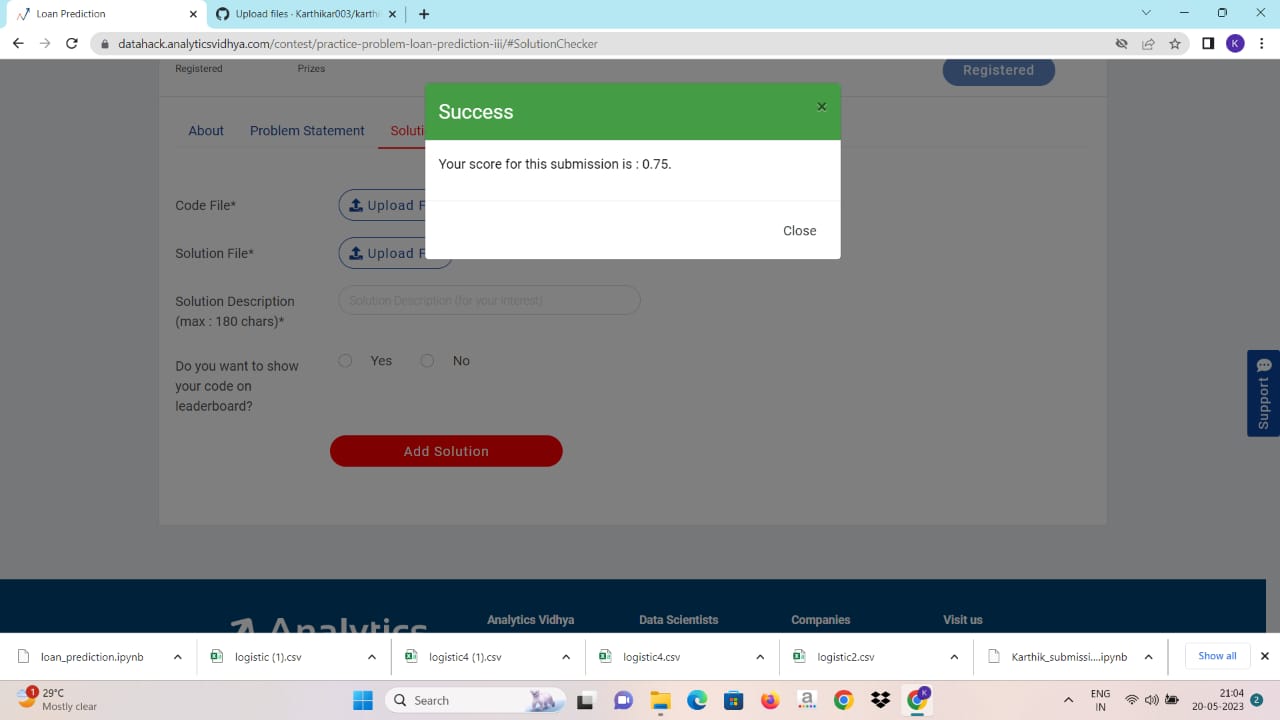 Loan Prediction
Upload files · Karthikar003/karth
datahack.analyticsvidhya.com/contest/practice-problem-loan-prediction-iii/#SolutionChecker
K
Registered Prizes
Registered
About Problem Statement Soluti
Success
×
Your score for this submission is : 0.75.
Close
Code File* Upload F
Solution File* Upload F
Solution Description
(max : 180 chars)*
Solution Description (for your interest)
Do you want to show
your code on
leaderboard?
Yes No
Add Solution
Support
Analytics
Analytics Vidhya Data Scientists Companies Visit us
loan_prediction.ipynb logistic (1).csv logistic4 (1).csv logistic4.csv logistic2.csv Karthik_submissi....ipynb Show all
1
29°C
Mostly clear
Search
a
K
ENG
IN
21:04
20-05-2023
2